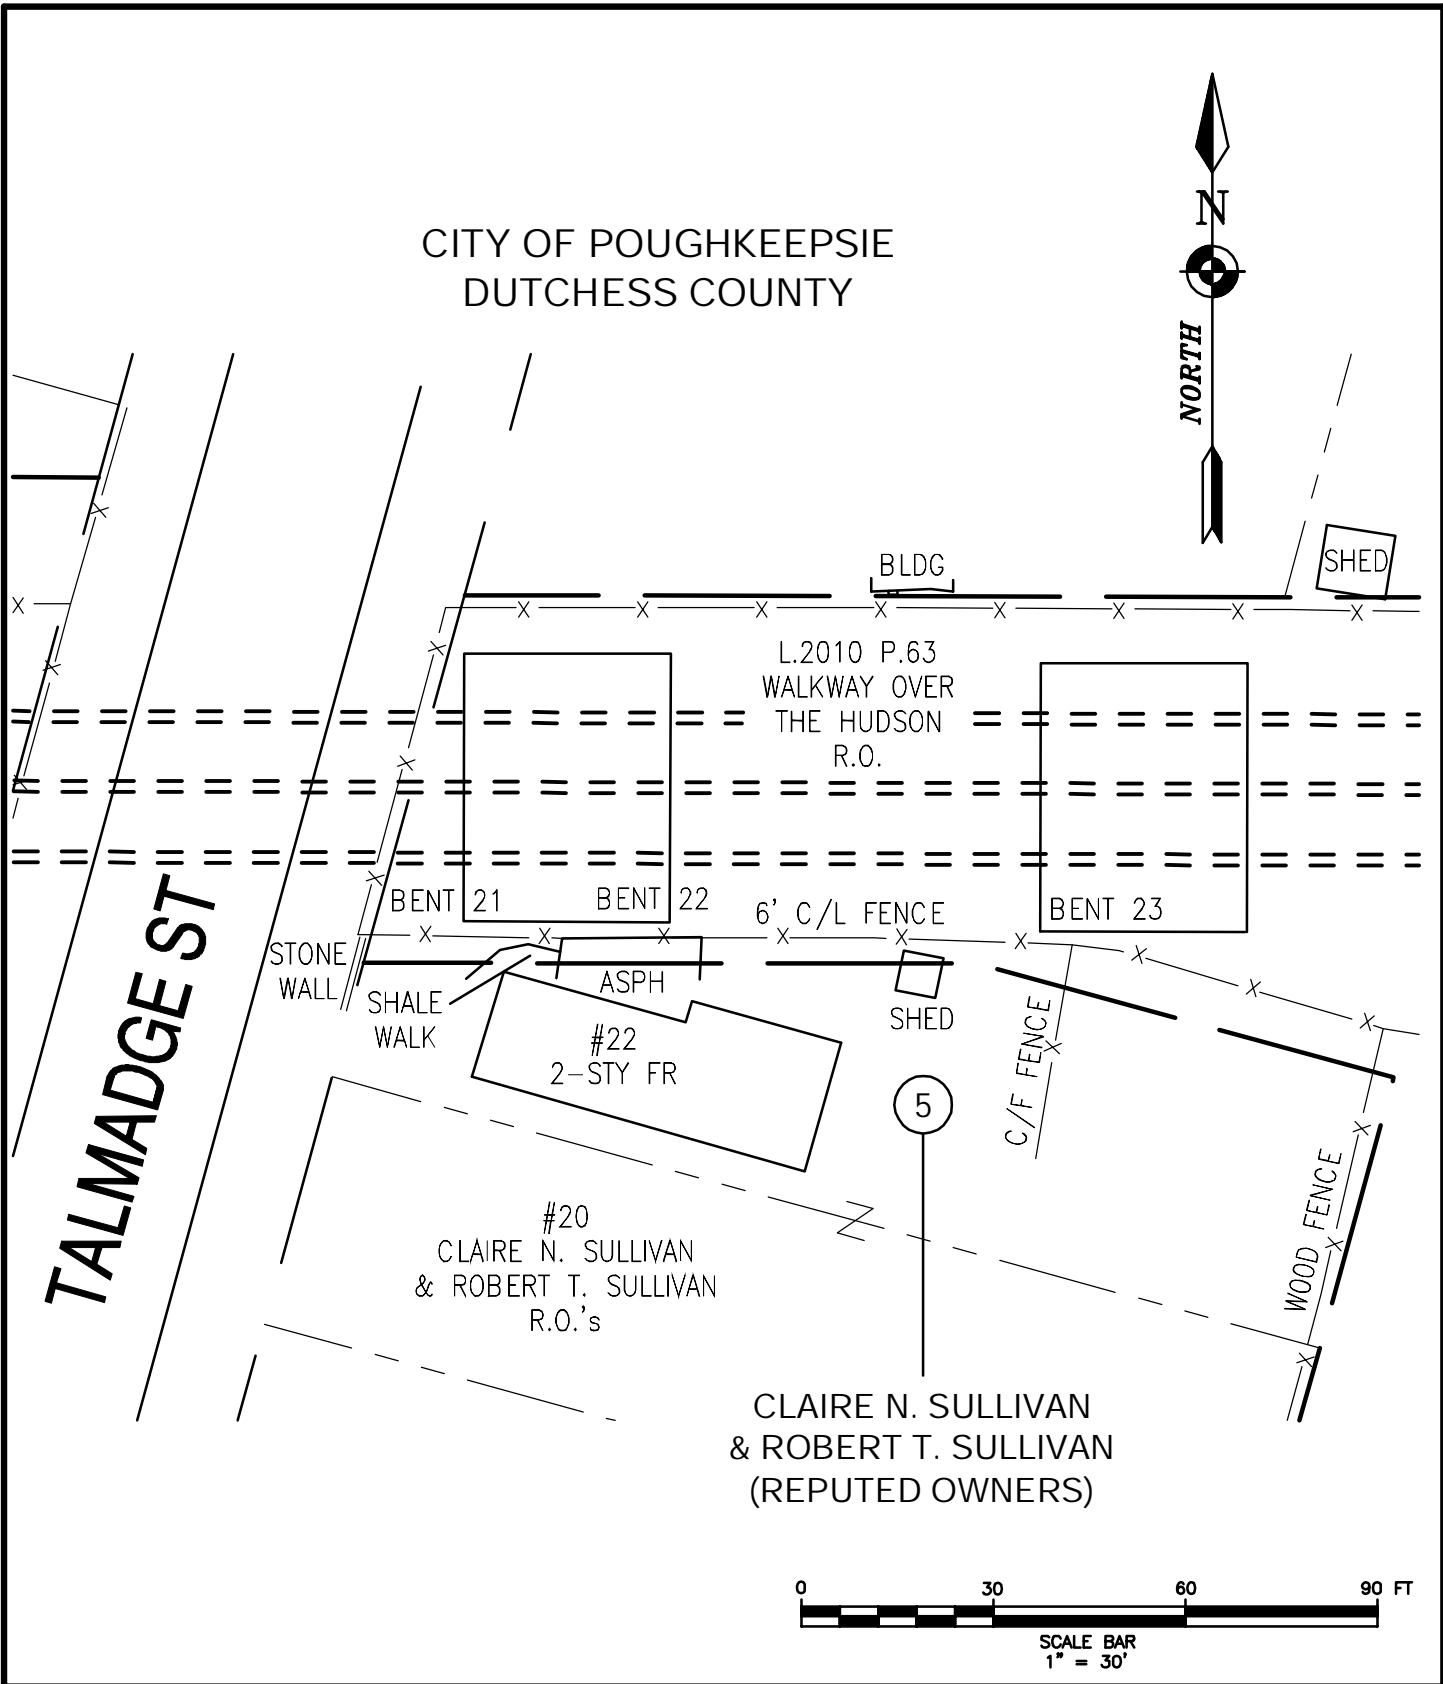 CITY OF POUGHKEEPSIE
DUTCHESS COUNTY
N
NORTH
BLDG
SHED
L.2010 P.63
WALKWAY OVER
THE HUDSON
R.O.
BENT 21
BENT 22
6' C/L FENCE
BENT 23
STONE
WALL
SHALE
WALK
ASPH
SHED
#22
2-STY FR
C/F FENCE
5
TALMADGE ST
WOOD FENCE
#20
CLAIRE N. SULLIVAN
& ROBERT T. SULLIVAN
R.O.'s
CLAIRE N. SULLIVAN
& ROBERT T. SULLIVAN
(REPUTED OWNERS)
0 30 60 90 FT
SCALE BAR
1" = 30'